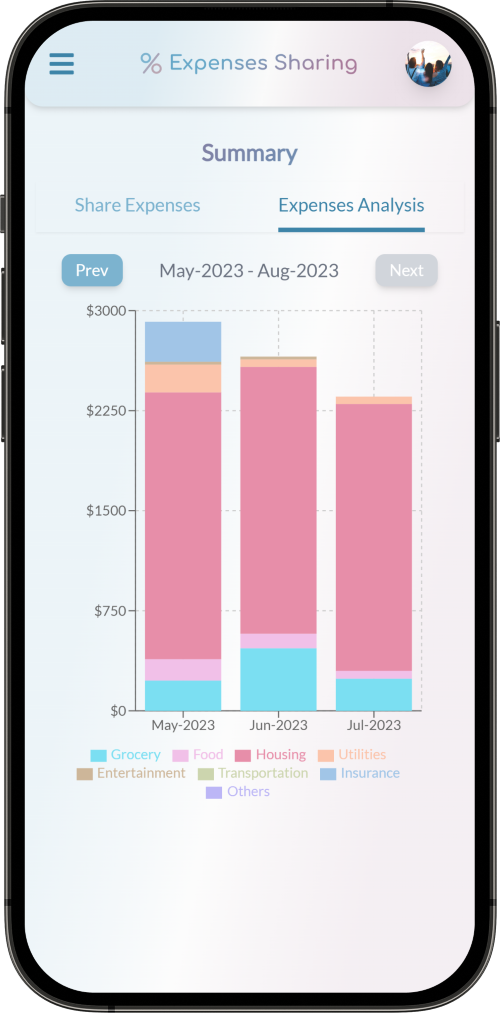 % Expenses Sharing
Summary
Share Expenses Expenses Analysis
Prev May-2023 - Aug-2023 Next
$3000
$2250
$1500
$750
$0
May-2023 Jun-2023 Jul-2023
Grocery Food Housing Utilities
Entertainment Transportation Insurance
Others